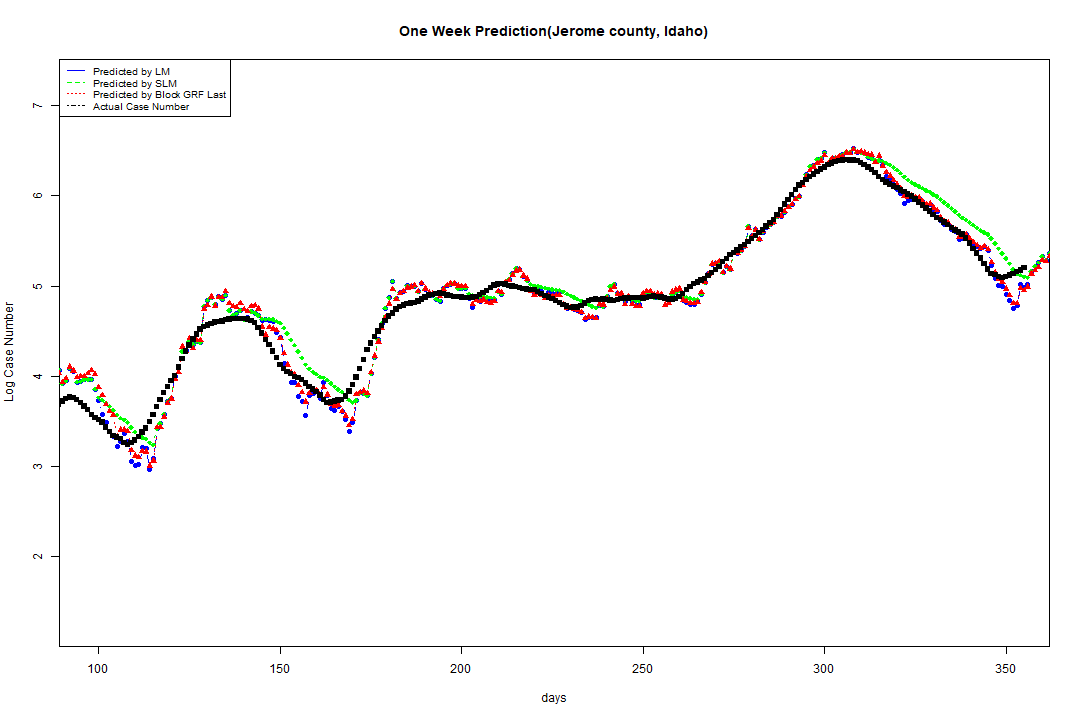 One Week Prediction(Jerome county, Idaho)
Predicted by LM
Predicted by SLM
Predicted by Block GRF Last
Actual Case Number
7
6
5
4
3
2
Log Case Number
100 150 200 250 300 350
days